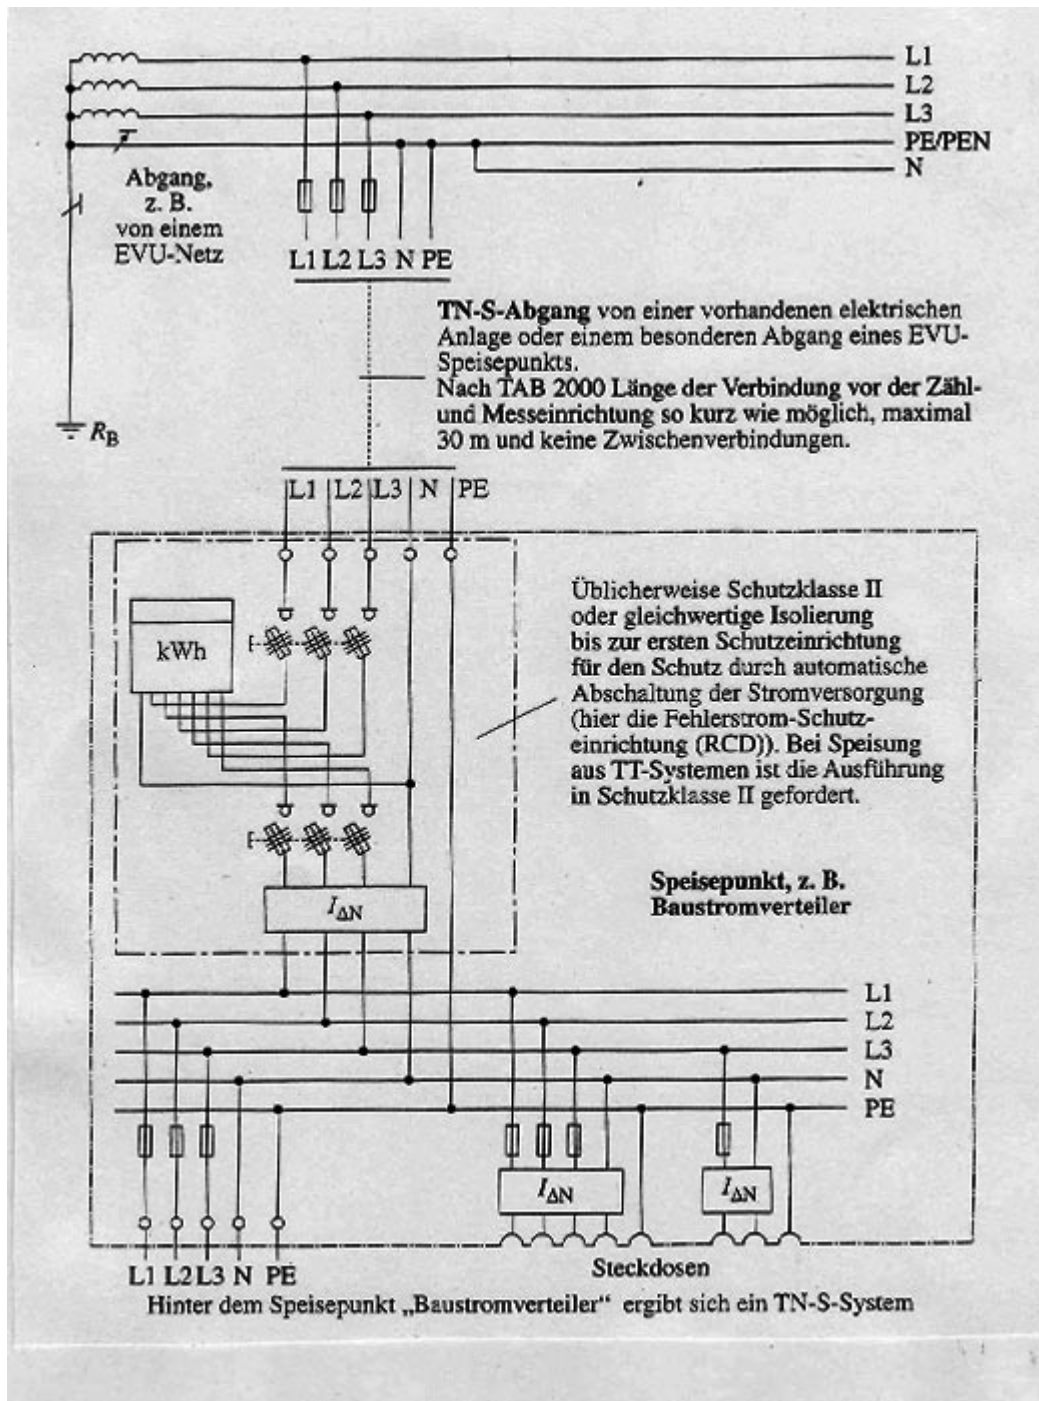 L1
L2
L3
PE/PEN
N
Abgang,
z. B.
von einem
EVU-Netz
L1 L2 L3 N PE
TN-S-Abgang von einer vorhandenen elektrischen
Anlage oder einem besonderen Abgang eines EVU-
Speisepunkts.
Nach TAB 2000 Länge der Verbindung vor der Zähl-
und Messeinrichtung so kurz wie möglich, maximal
30 m und keine Zwischenverbindungen.
RB
L1 L2 L3 N PE
Üblicherweise Schutzklasse II
oder gleichwertige Isolierung
bis zur ersten Schutzeinrichtung
für den Schutz durch automatische
Abschaltung der Stromversorgung
(hier die Fehlerstrom-Schutz-
einrichtung (RCD)). Bei Speisung
aus TT-Systemen ist die Ausführung
in Schutzklasse II gefordert.
kWh
Speisepunkt, z. B.
Baustromverteiler
IΔN
L1
L2
L3
N
PE
IΔN
IΔN
L1 L2 L3 N PE
Steckdosen
Hinter dem Speisepunkt „Baustromverteiler“ ergibt sich ein TN-S-System